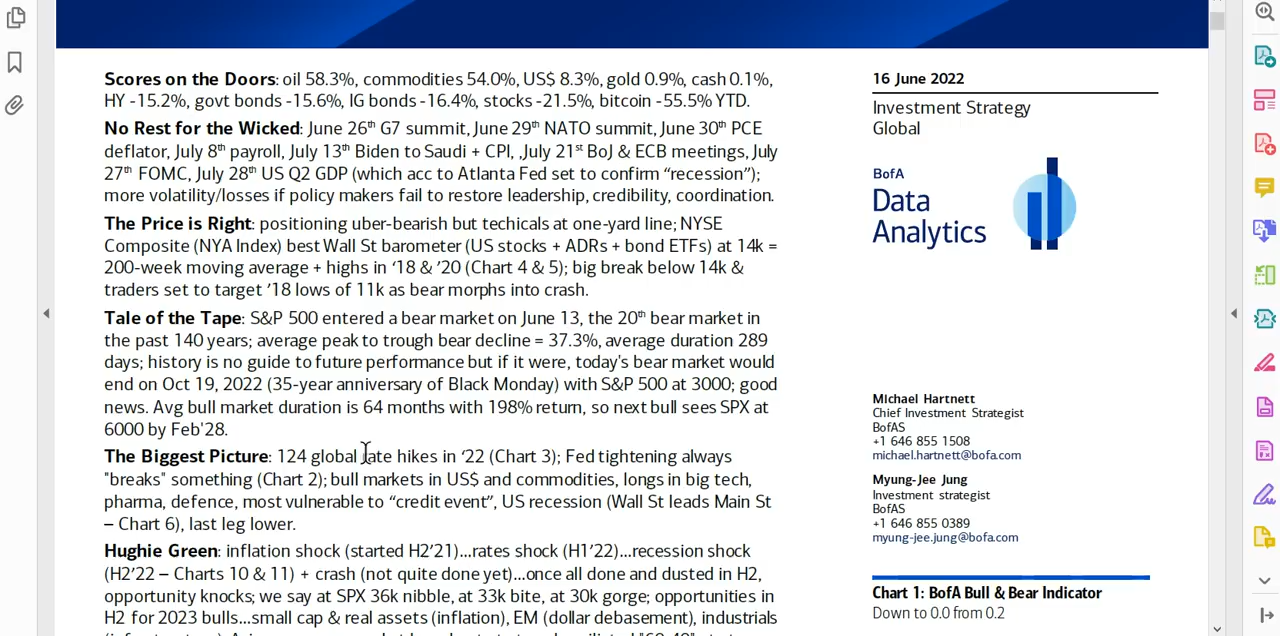 Scores on the Doors: oil 58.3%, commodities 54.0%, US$ 8.3%, gold 0.9%, cash 0.1%,
HY -15.2%, govt bonds -15.6%, IG bonds -16.4%, stocks -21.5%, bitcoin -55.5% YTD.
No Rest for the Wicked: June 26th G7 summit, June 29th NATO summit, June 30th PCE
deflator, July 8th payroll, July 13th Biden to Saudi + CPI, ,July 21st BoJ & ECB meetings, July
27th FOMC, July 28th US Q2 GDP (which acc to Atlanta Fed set to confirm “recession”);
more volatility/losses if policy makers fail to restore leadership, credibility, coordination.
The Price is Right: positioning uber-bearish but techicals at one-yard line; NYSE
Composite (NYA Index) best Wall St barometer (US stocks + ADRs + bond ETFs) at 14k =
200-week moving average + highs in ‘18 & ’20 (Chart 4 & 5); big break below 14k &
traders set to target ’18 lows of 11k as bear morphs into crash.
Tale of the Tape: S&P 500 entered a bear market on June 13, the 20th bear market in
the past 140 years; average peak to trough bear decline = 37.3%, average duration 289
days; history is no guide to future performance but if it were, today's bear market would
end on Oct 19, 2022 (35-year anniversary of Black Monday) with S&P 500 at 3000; good
news. Avg bull market duration is 64 months with 198% return, so next bull sees SPX at
6000 by Feb'28.
The Biggest Picture: 124 global rate hikes in ‘22 (Chart 3); Fed tightening always
"breaks" something (Chart 2); bull markets in US$ and commodities, longs in big tech,
pharma, defence, most vulnerable to “credit event”, US recession (Wall St leads Main St
– Chart 6), last leg lower.
Hughie Green: inflation shock (started H2’21)...rates shock (H1’22)...recession shock
(H2’22 – Charts 10 & 11) + crash (not quite done yet)...once all done and dusted in H2,
opportunity knocks; we say at SPX 36k nibble, at 33k bite, at 30k gorge; opportunities in
H2 for 2023 bulls...small cap & real assets (inflation), EM (dollar debasement), industrials
16 June 2022
Investment Strategy
Global
BofA
Data
Analytics
Michael Hartnett
Chief Investment Strategist
BofAS
+1 646 855 1508
michael.hartnett@bofa.com
Myung-Jee Jung
Investment strategist
BofAS
+1 646 855 0389
myung-jee.jung@bofa.com
Chart 1: BofA Bull & Bear Indicator
Down to 0.0 from 0.2